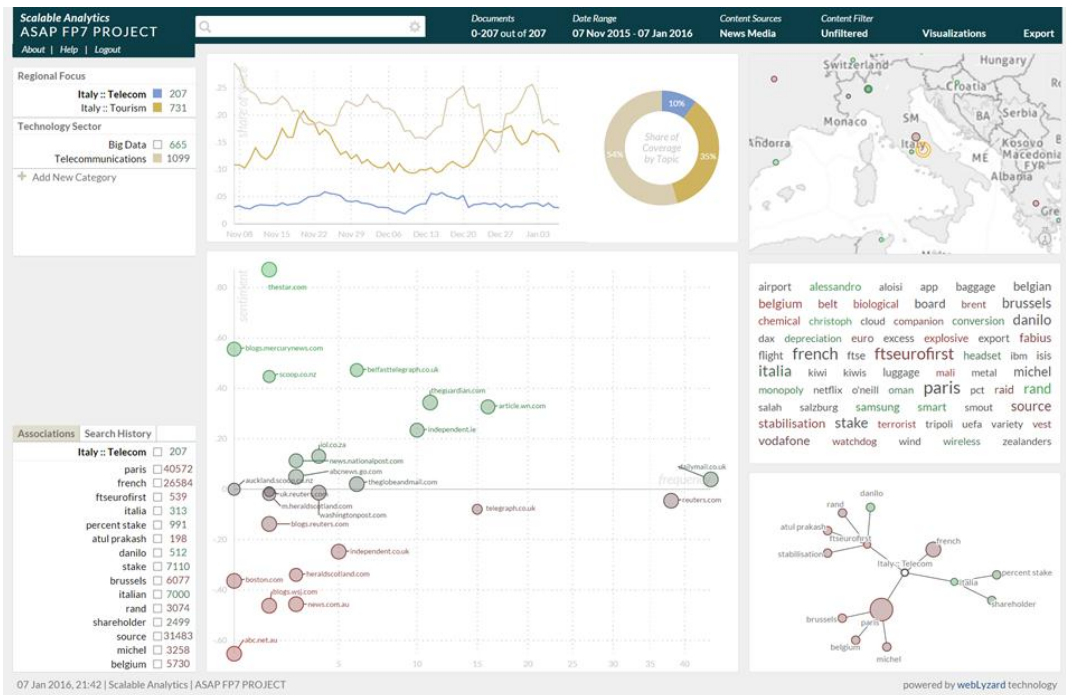 Scalable Analytics
ASAP FP7 PROJECT
About | Help | Logout
Documents
0-207 out of 207
Date Range
07 Nov 2015 - 07 Jan 2016
Content Sources
News Media
Content Filter
Unfiltered
Visualizations
Export
Regional Focus
Italy :: Telecom 207
Italy :: Tourism 731
Technology Sector
Big Data 665
Telecommunications 1099
+ Add New Category
share of
.25
.15
.10
.05
0
Nov 08 Nov 15 Nov 22 Nov 29 Dec 06 Dec 13 Dec 20 Dec 27 Jan 03
10%
35%
54%
Share of
Coverage
by Topic
Switzerland
Hungary
Croatia
Monaco
SM
BA
Serbia
Andorra
Italy
Kosovo
ME
Macedonia
FYR
Albania
Gre
sentiment
frequency
.80
.60
.40
.20
0
-.20
-.40
-.60
5 10 15 20 25 30 35 40
thestar.com
blogs.mercurynews.com
scoop.co.nz
belfasttelegraph.co.uk
theguardian.com
article.wn.com
independent.ie
iol.co.za
news.nationalpost.com
abcnews.go.com
theglobeandmail.com
dailymail.co.uk
auckland.scoop.co.nz
uk.reuters.com
m.heraldscotland.com
washingtonpost.com
reuters.com
telegraph.co.uk
blogs.reuters.com
independent.co.uk
boston.com
heraldscotland.com
blogs.wsj.com
news.com.au
abc.net.au
airport alessandro aloisi app baggage belgian
belgium belt biological board brent brussels
chemical christoph cloud companion conversion danilo
dax depreciation euro excess explosive export fabius
flight french ftse ftseurofirst headset ibm isis
italia kiwi kiwis luggage mali metal michel
monopoly netflix o'neill oman paris pct raid rand
salah salzburg samsung smart smout source
stabilisation stake terrorist tripoli uefa variety vest
vodafone watchdog wind wireless zealanders
Associations Search History
Italy :: Telecom 207
paris 40572
french 26584
ftseurofirst 539
italia 313
percent stake 991
atul prakash 198
danilo 512
stake 7110
brussels 6077
italian 7000
rand 3074
shareholder 2499
source 31483
michel 3258
belgium 5730
danilo
rand
atul prakash
ftseurofirst
stabilisation
french
Italy :: Telecom
percent stake
italia
shareholder
brussels
paris
belgium
michel
07 Jan 2016, 21:42 | Scalable Analytics | ASAP FP7 PROJECT
powered by webLyzard technology